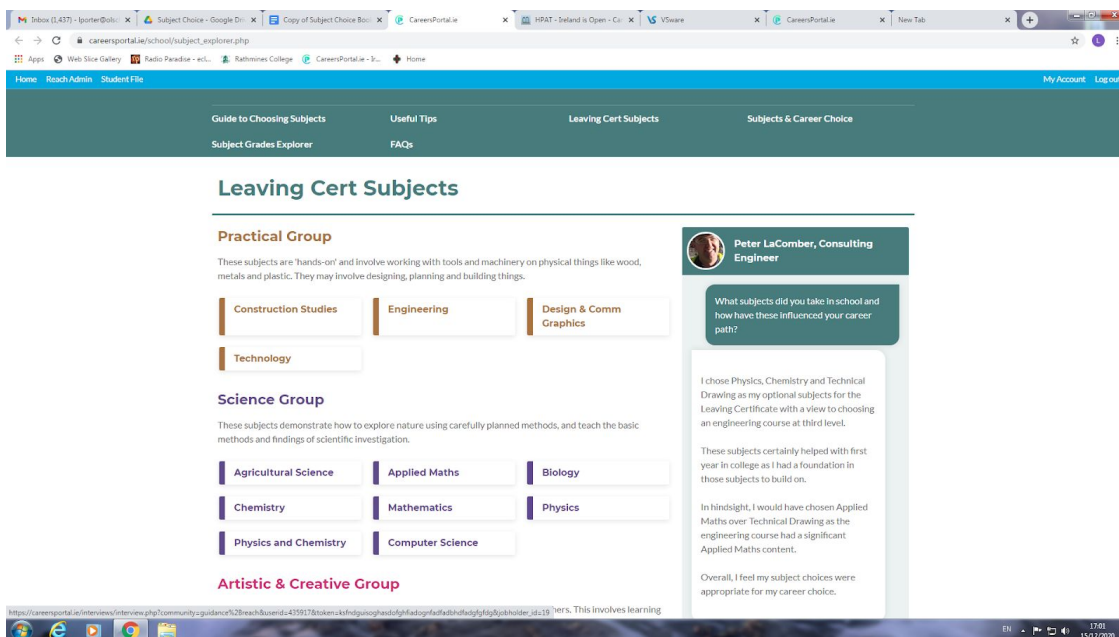 Inbox (1,437) - lporter@olsc
Subject Choice - Google Dri
Copy of Subject Choice Boo
CareersPortal.ie
HPAT - Ireland is Open - Ca
VSware
CareersPortal.ie
New Tab
careersportal.ie/school/subject_explorer.php
L
Apps
Web Slice Gallery
Radio Paradise - ecl...
Rathmines College
CareersPortal.ie - Ir...
Home
Home Reach Admin Student File
My Account Log out
Guide to Choosing Subjects Useful Tips Leaving Cert Subjects Subjects & Career Choice
Subject Grades Explorer FAQs
Leaving Cert Subjects
Practical Group
These subjects are 'hands-on' and involve working with tools and machinery on physical things like wood,
metals and plastic. They may involve designing, planning and building things.
Construction Studies
Engineering
Design & Comm
Graphics
Technology
Science Group
These subjects demonstrate how to explore nature using carefully planned methods, and teach the basic
methods and findings of scientific investigation.
Agricultural Science
Applied Maths
Biology
Chemistry
Mathematics
Physics
Physics and Chemistry
Computer Science
Artistic & Creative Group
hers. This involves learning
Peter LaComber, Consulting
Engineer
What subjects did you take in school and
how have these influenced your career
path?
I chose Physics, Chemistry and Technical
Drawing as my optional subjects for the
Leaving Certificate with a view to choosing
an engineering course at third level.
These subjects certainly helped with first
year in college as I had a foundation in
those subjects to build on.
In hindsight, I would have chosen Applied
Maths over Technical Drawing as the
engineering course had a significant
Applied Maths content.
Overall, I feel my subject choices were
appropriate for my career choice.
EN
17:01
15/12/2020